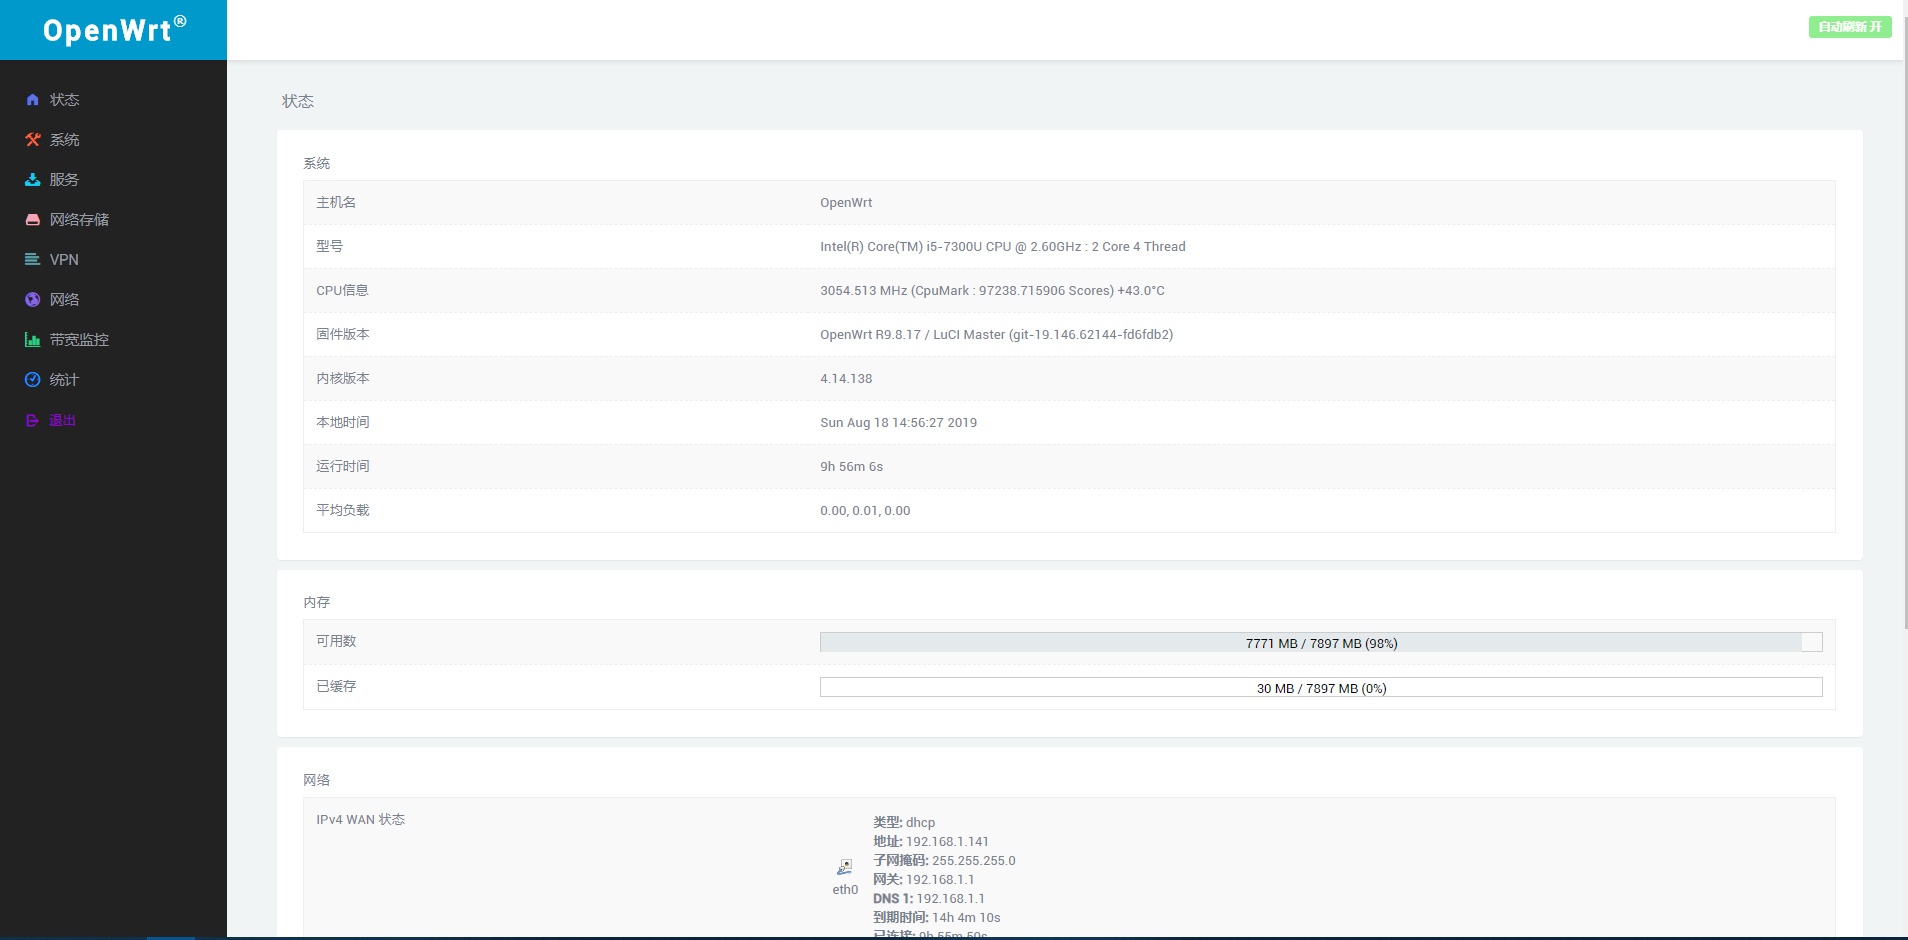 OpenWrt®
自动刷新 开
状态
系统
服务
网络存储
VPN
网络
带宽监控
统计
退出
状态
系统
主机名 OpenWrt
型号 Intel(R) Core(TM) i5-7300U CPU @ 2.60GHz : 2 Core 4 Thread
CPU信息 3054.513 MHz (CpuMark : 97238.715906 Scores) +43.0°C
固件版本 OpenWrt R9.8.17 / LuCI Master (git-19.146.62144-fd6fdb2)
内核版本 4.14.138
本地时间 Sun Aug 18 14:56:27 2019
运行时间 9h 56m 6s
平均负载 0.00, 0.01, 0.00
内存
可用数 7771 MB / 7897 MB (98%)
已缓存 30 MB / 7897 MB (0%)
网络
IPv4 WAN 状态
eth0
类型: dhcp
地址: 192.168.1.141
子网掩码: 255.255.255.0
网关: 192.168.1.1
DNS 1: 192.168.1.1
到期时间: 14h 4m 10s
已连接: 9h 55m 50s